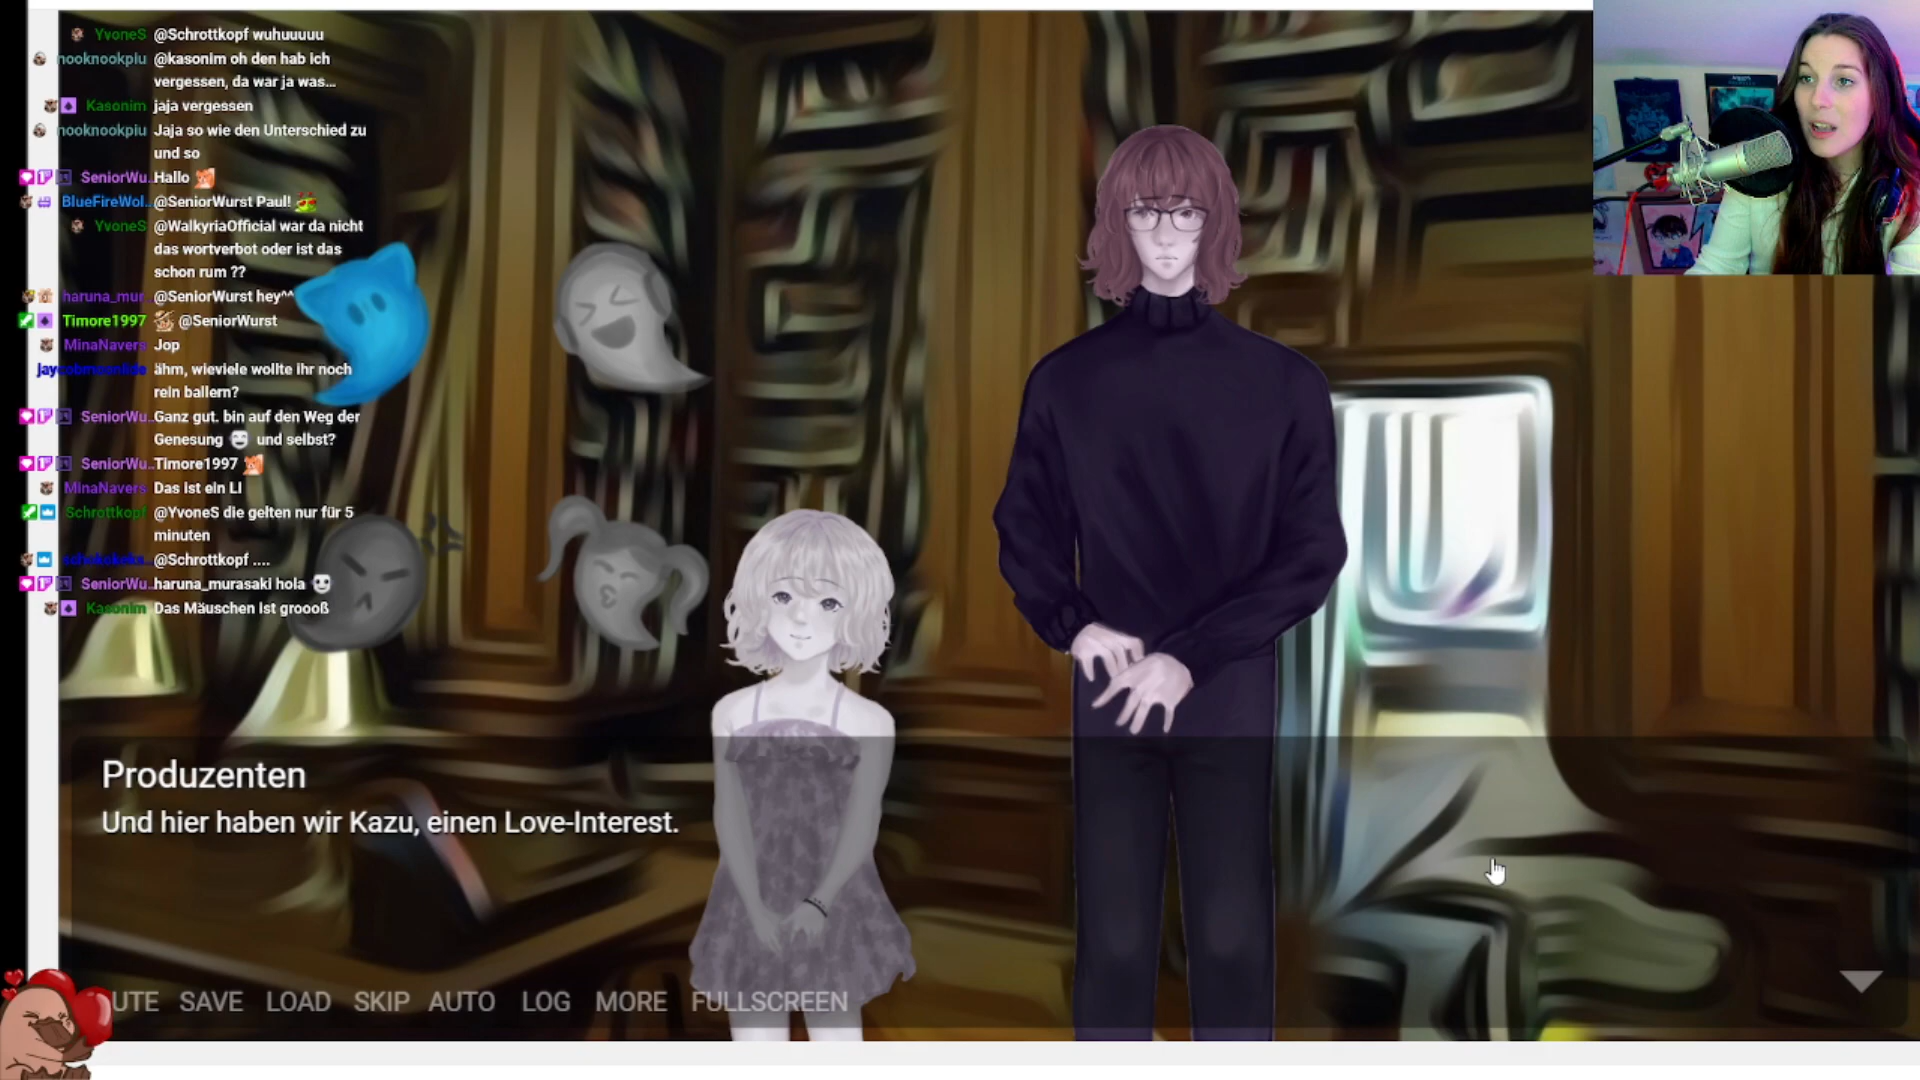 YvoneS @Schrottkopf wuhuuuuu
nooknookpiu @kasonim oh den hab ich
vergessen, da war ja was...
Kasonim jaja vergessen
nooknookpiu Jaja so wie den Unterschied zu
und so
SeniorWu.. Hallo
BlueFireWol.. @SeniorWurst Paul!
YvoneS @WalkyriaOfficial war da nicht
das wortverbot oder ist das
schon rum ??
haruna_mur.. @SeniorWurst hey^^
Timore1997 @SeniorWurst
MinaNavers Jop
ähm, wieviele wollte ihr noch
rein ballern?
SeniorWu.. Ganz gut. bin auf den Weg der
Genesung und selbst?
SeniorWu.. Timore1997
MinaNavers Das ist ein LI
Schrottkopf @YvoneS die gelten nur für 5
minuten
@Schrottkopf ....
SeniorWu.. haruna_murasaki hola
Kasonim Das Mäuschen ist groooß
Produzenten
Und hier haben wir Kazu, einen Love-Interest.
UTE SAVE LOAD SKIP AUTO LOG MORE FULLSCREEN